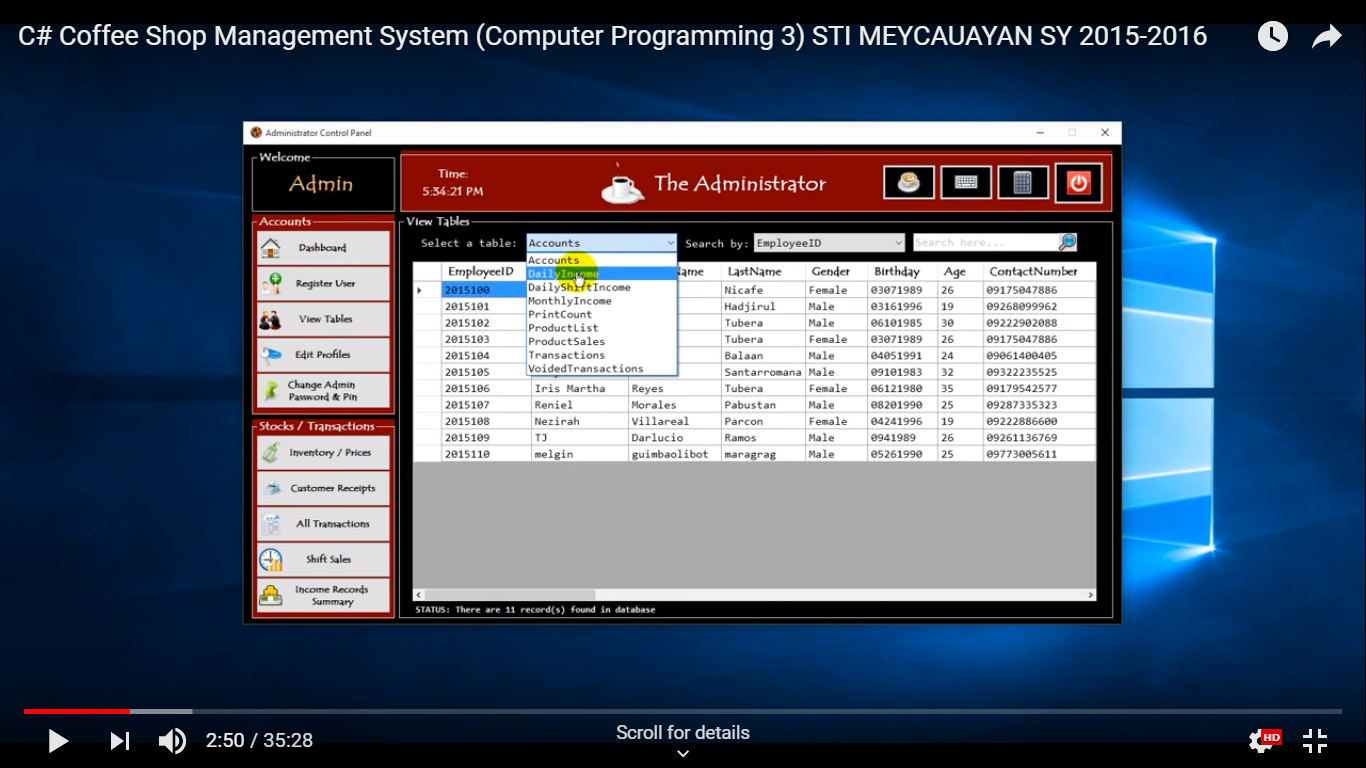 C# Coffee Shop Management System (Computer Programming 3) STI MEYCAUAYAN SY 2015-2016
Administrator Control Panel
Welcome
Admin
Time:
5:34:21 PM
The Administrator
Accounts
Dashboard
Register User
View Tables
Edit Profiles
Change Admin
Password & Pin
Stocks / Transactions
Inventory / Prices
Customer Receipts
All Transactions
Shift Sales
Income Records
Summary
View Tables
Select a table: Accounts Search by: EmployeeID Search here...
Accounts
DailyIncome
DailyShiftIncome
MonthlyIncome
PrintCount
ProductList
ProductSales
Transactions
VoidedTransactions
EmployeeID Name LastName Gender Birthday Age ContactNumber
2015100 Nicafe Female 03071989 26 09175047886
2015101 Hadjirul Male 03161996 19 09268099962
2015102 Tubera Male 06101985 30 09222902088
2015103 Tubera Female 03071989 26 09175047886
2015104 Balaan Male 04051991 24 09061400405
2015105 Santarromana Male 09101983 32 09322235525
2015106 Iris Martha Reyes Tubera Female 06121980 35 09179542577
2015107 Reniel Morales Pabustan Male 08201990 25 09287335323
2015108 Nezirah Villareal Parcon Female 04241996 19 09222886600
2015109 TJ Darlucio Ramos Male 0941989 26 09261136769
2015110 melgin guimbaolibot maragrag Male 05261990 25 09773005611
STATUS: There are 11 record(s) found in database
Scroll for details
2:50 / 35:28
HD